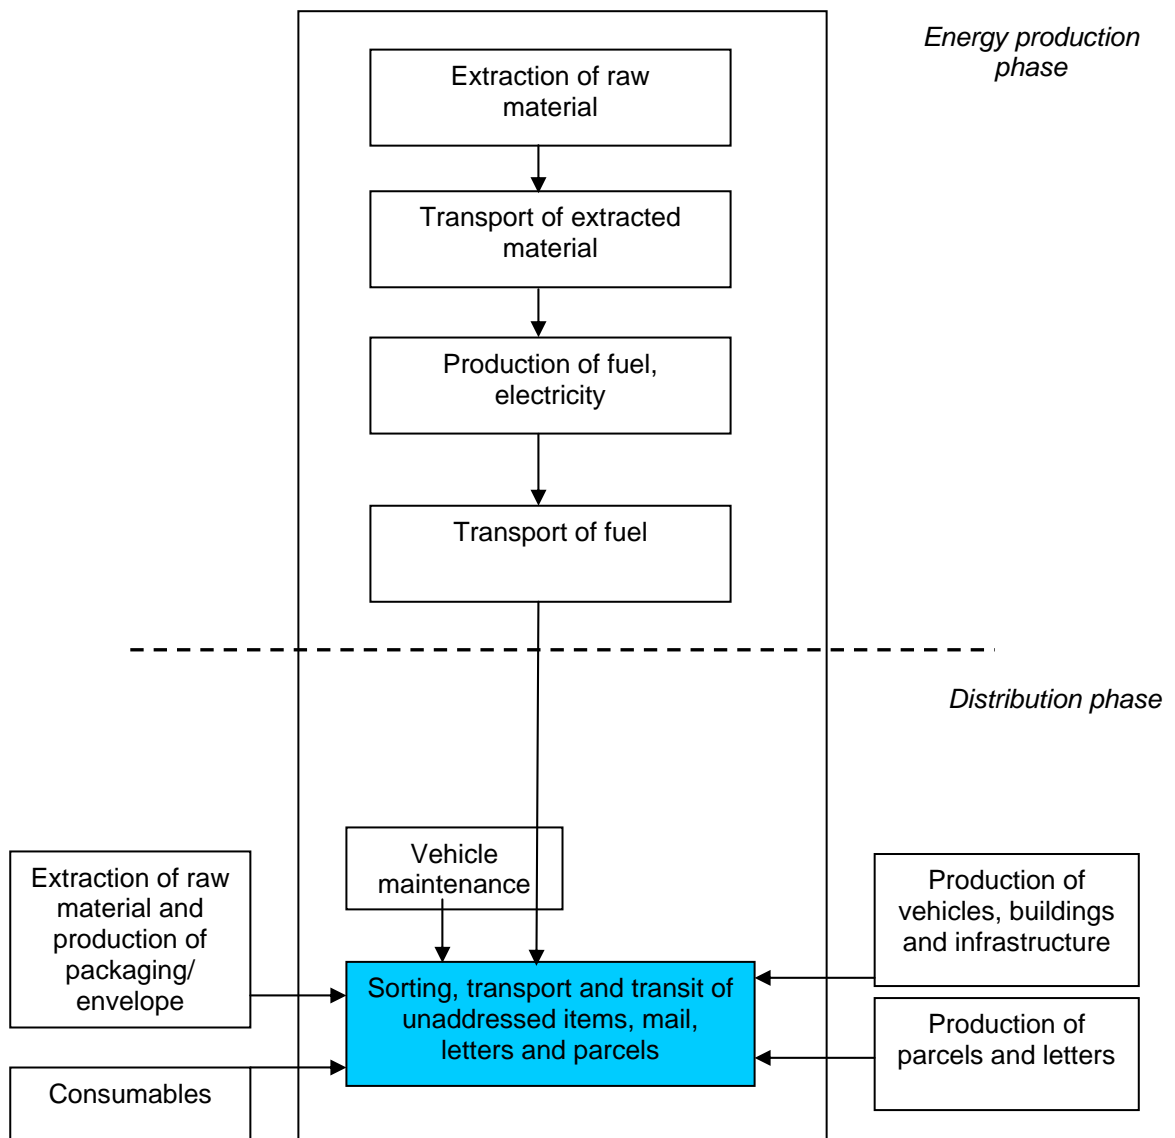 Energy production
phase
Extraction of raw
material
Transport of extracted
material
Production of fuel,
electricity
Transport of fuel
Distribution phase
Vehicle
maintenance
Extraction of raw
material and
production of
packaging/
envelope
Production of
vehicles, buildings
and infrastructure
Sorting, transport and transit of
unaddressed items, mail,
letters and parcels
Production of
parcels and letters
Consumables